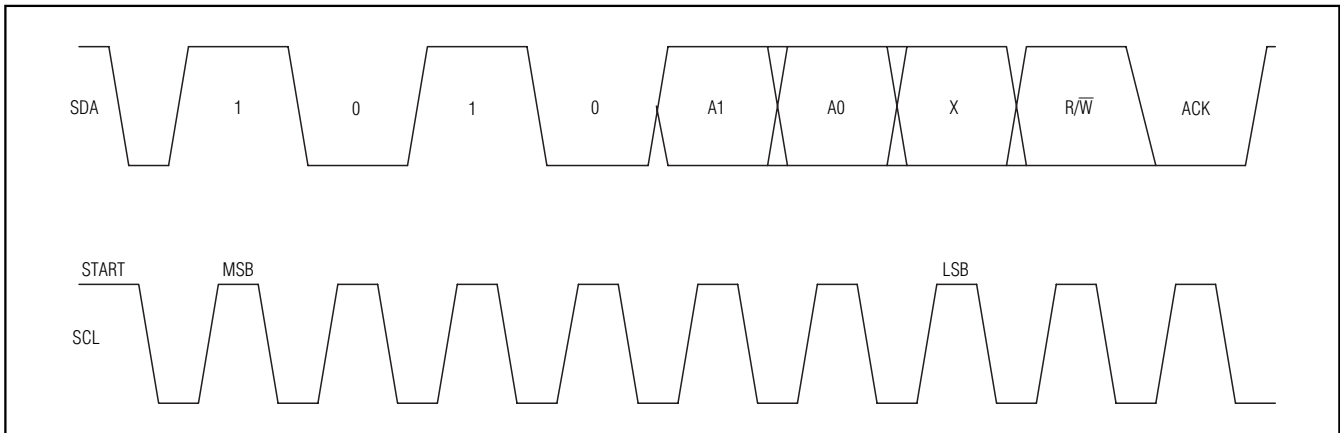 SDA 1 0 1 0 A1 A0 X R/W̅ ACK
START MSB LSB
SCL